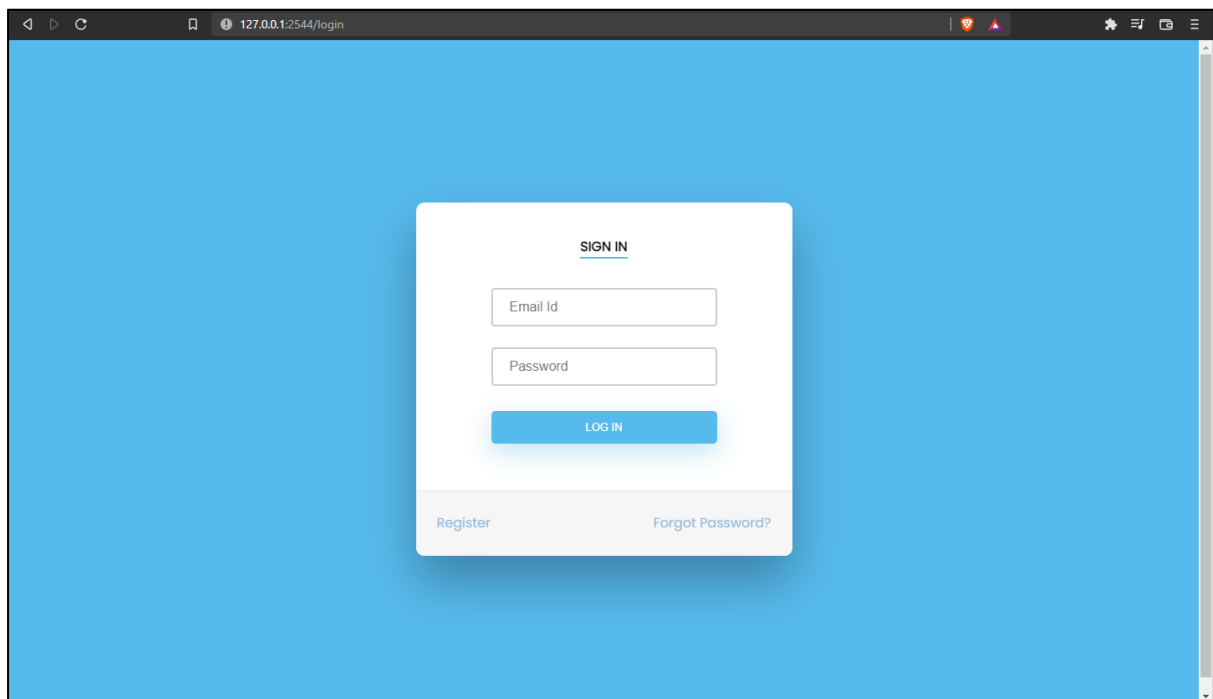 127.0.0.1:2544/login
SIGN IN
Email Id
Password
LOG IN
Register Forgot Password?